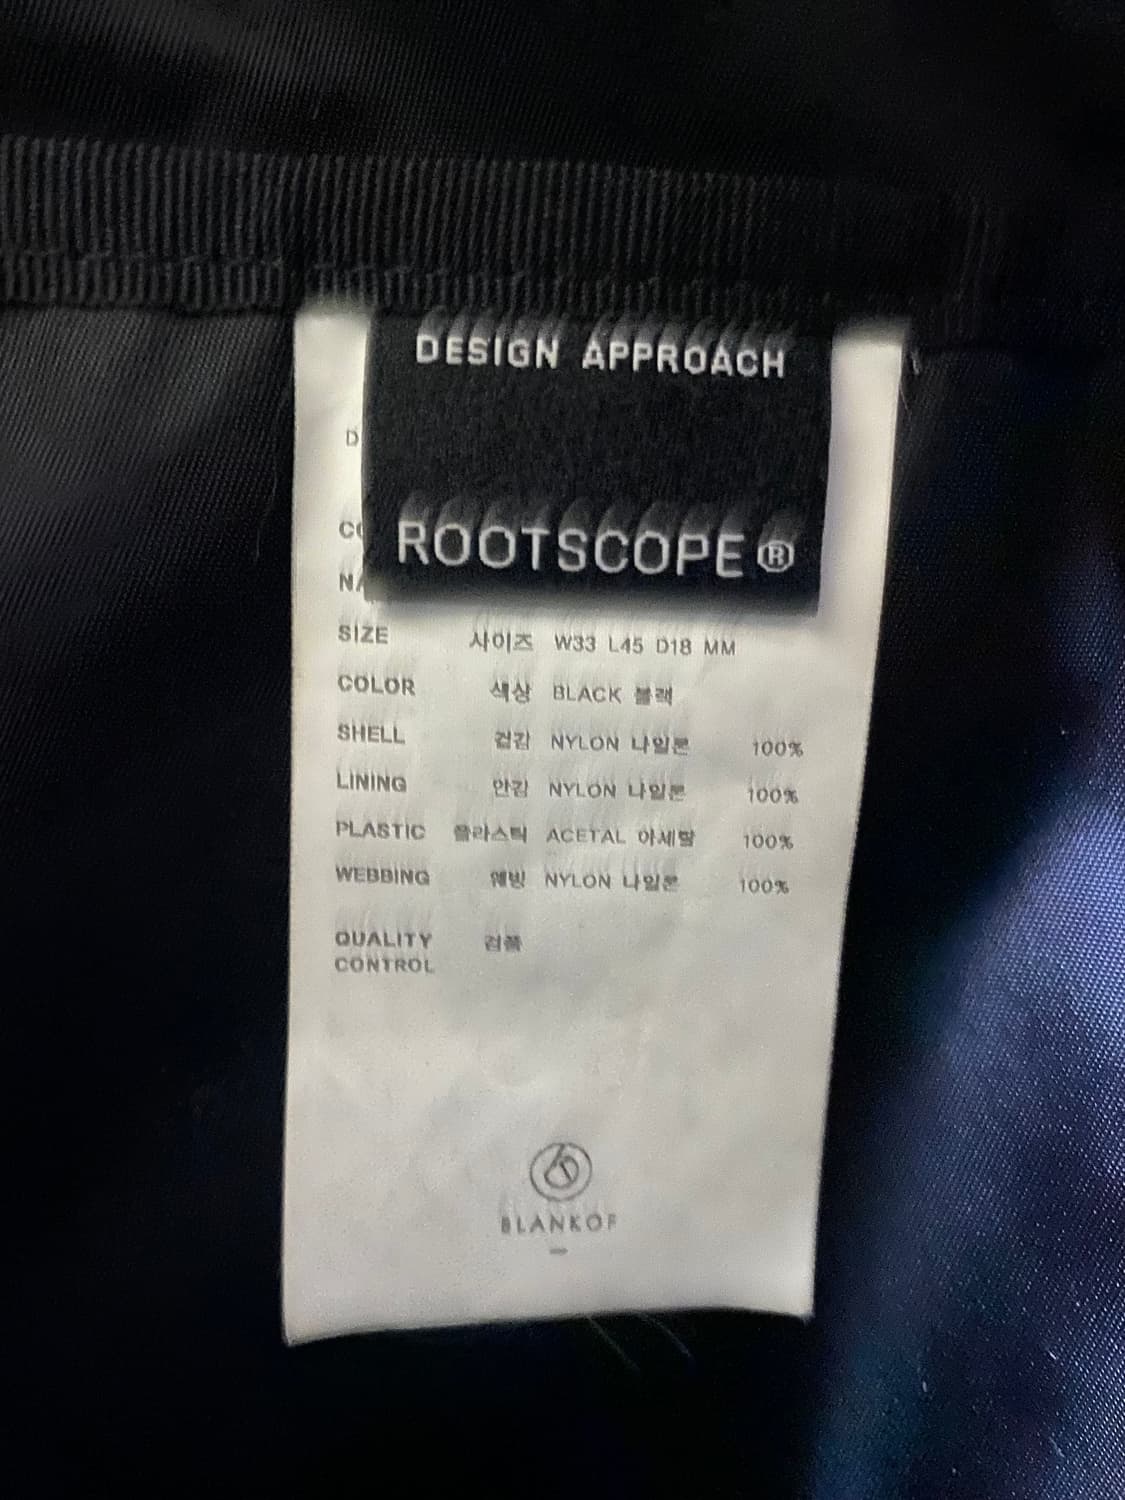 DESIGN APPROACH
ROOTSCOPE®
SIZE 사이즈 W33 L45 D18 MM
COLOR 색상 BLACK 블랙
SHELL 겉감 NYLON 나일론 100%
LINING 안감 NYLON 나일론 100%
PLASTIC 플라스틱 ACETAL 아세탈 100%
WEBBING 웨빙 NYLON 나일론 100%
QUALITY 검품
CONTROL
BLANKOF